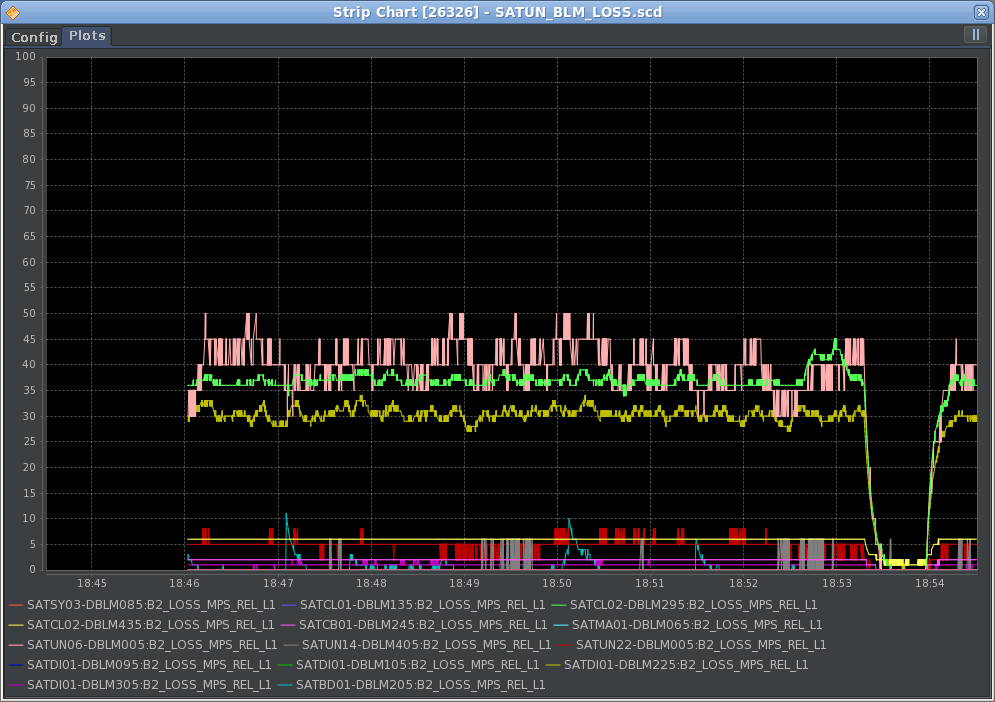 Strip Chart [26326] - SATUN_BLM_LOSS.scd
Config Plots
100
95
90
85
80
75
70
65
60
55
50
45
40
35
30
25
20
15
10
5
0
18:45 18:46 18:47 18:48 18:49 18:50 18:51 18:52 18:53 18:54
SATSY03-DBLM085:B2_LOSS_MPS_REL_L1 SATCL01-DBLM135:B2_LOSS_MPS_REL_L1 SATCL02-DBLM295:B2_LOSS_MPS_REL_L1
SATCL02-DBLM435:B2_LOSS_MPS_REL_L1 SATCB01-DBLM245:B2_LOSS_MPS_REL_L1 SATMA01-DBLM065:B2_LOSS_MPS_REL_L1
SATUN06-DBLM005:B2_LOSS_MPS_REL_L1 SATUN14-DBLM405:B2_LOSS_MPS_REL_L1 SATUN22-DBLM005:B2_LOSS_MPS_REL_L1
SATDI01-DBLM095:B2_LOSS_MPS_REL_L1 SATDI01-DBLM105:B2_LOSS_MPS_REL_L1 SATDI01-DBLM225:B2_LOSS_MPS_REL_L1
SATDI01-DBLM305:B2_LOSS_MPS_REL_L1 SATBD01-DBLM205:B2_LOSS_MPS_REL_L1